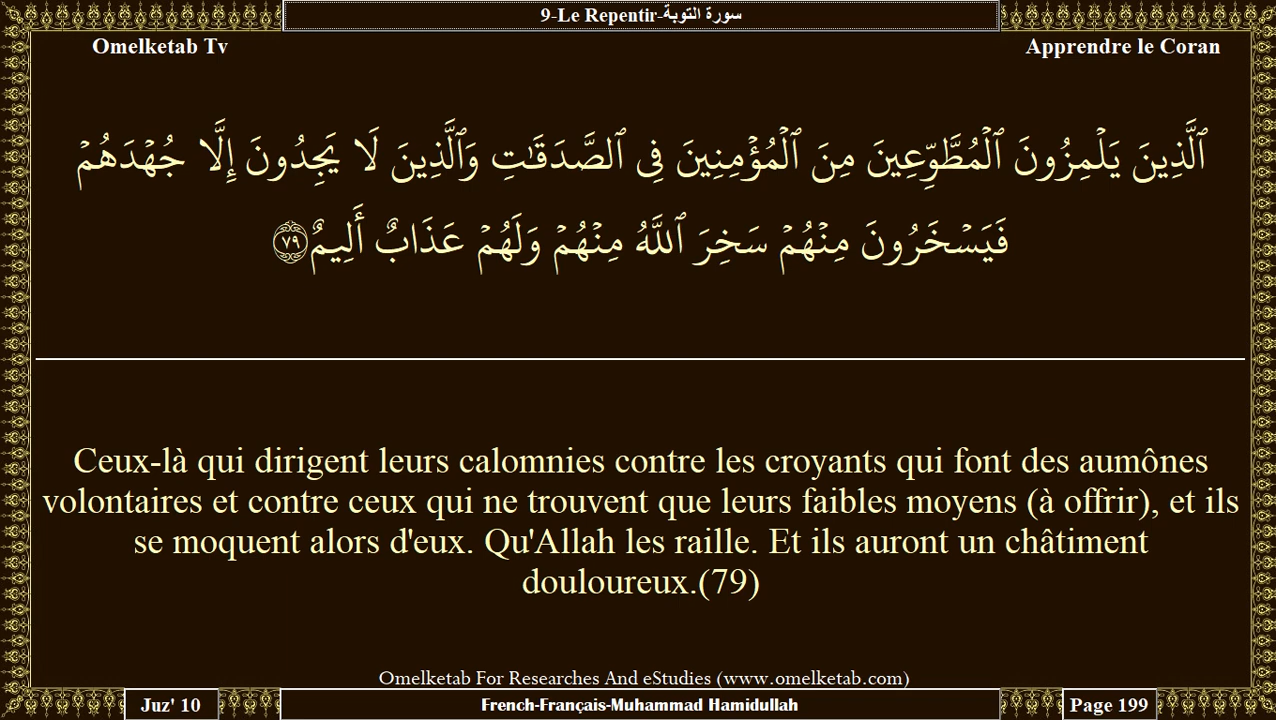 9-Le Repentir-سورة التوبة
Omelketab Tv
Apprendre le Coran
ٱلَّذِينَ يَلۡمِزُونَ ٱلۡمُطَّوِّعِينَ مِنَ ٱلۡمُؤۡمِنِينَ فِى ٱلصَّدَقَـٰتِ وَٱلَّذِينَ لَا يَجِدُونَ إِلَّا جُهۡدَهُمۡ
فَيَسۡخَرُونَ مِنۡهُمۡ سَخِرَ ٱللَّهُ مِنۡهُمۡ وَلَهُمۡ عَذَابٌ أَلِيمٌ ٧٩
Ceux-là qui dirigent leurs calomnies contre les croyants qui font des aumônes
volontaires et contre ceux qui ne trouvent que leurs faibles moyens (à offrir), et ils
se moquent alors d'eux. Qu'Allah les raille. Et ils auront un châtiment
douloureux.(79)
Omelketab For Researches And eStudies (www.omelketab.com)
Juz' 10
French-Français-Muhammad Hamidullah
Page 199